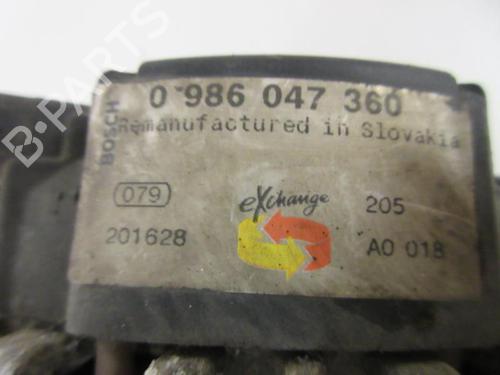 BOSCH
0 986 047 360
Remanufactured in Slovakia
079
exchange
205
201628
A0 018
B-PARTS